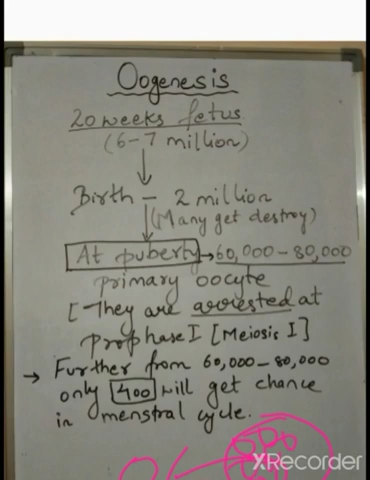 Oogenesis
20 weeks fetus
(6-7 million)
Birth - 2 million
(Many get destroy)
At puberty → 60,000-80,000
primary oocyte
[They are arrested at
Prophase I [Meiosis I]
→ Further from 60,000-80,000
only 400 will get chance
in menstral cycle.
XRecorder